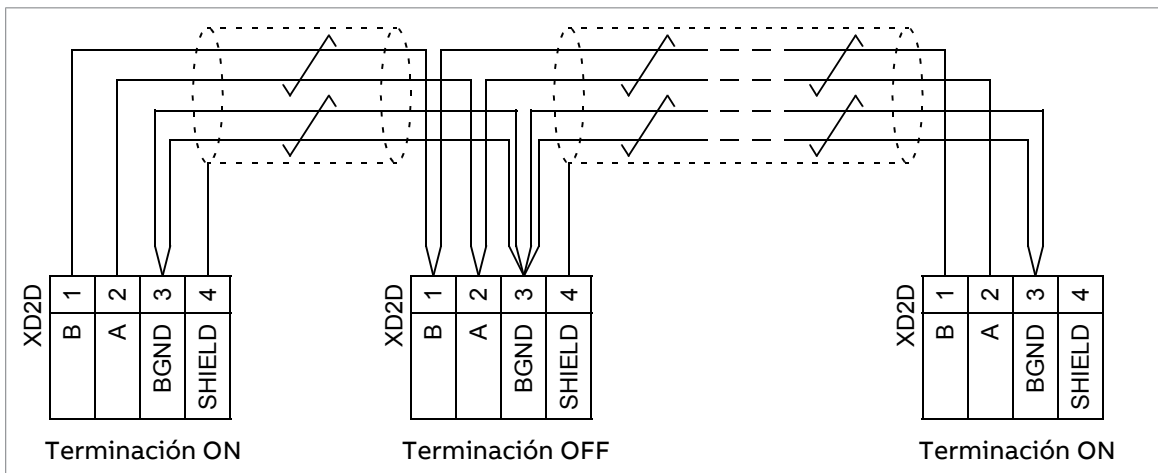 XD2D
1 2 3 4
B A BGND SHIELD
Terminación ON
XD2D
1 2 3 4
B A BGND SHIELD
Terminación OFF
XD2D
1 2 3 4
B A BGND SHIELD
Terminación ON